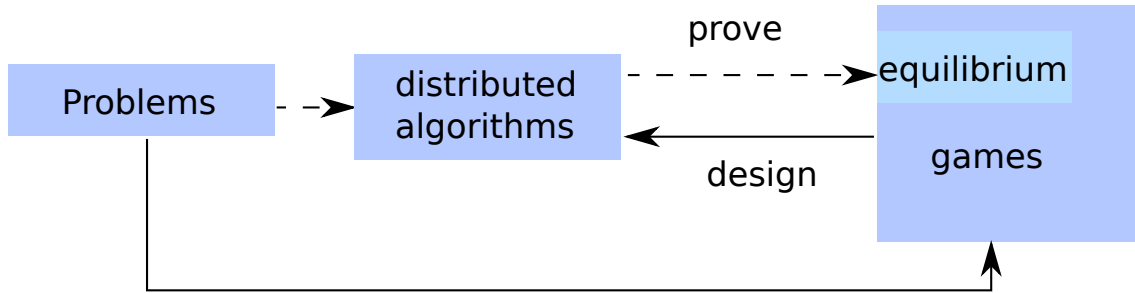 Problems
distributed
algorithms
prove
design
equilibrium
games